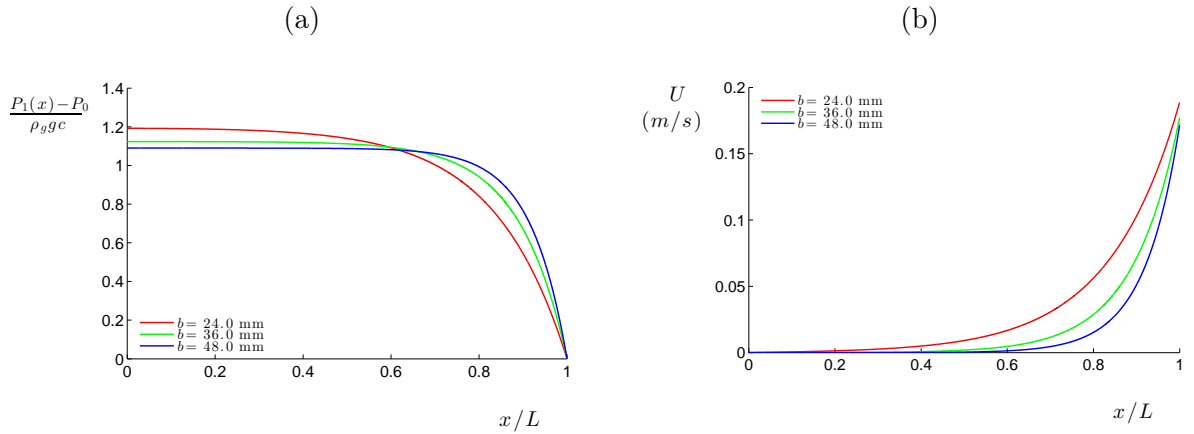 (a)
P₁(x)−P₀
ρ_g g c
1.4
1.2
1
0.8
0.6
0.4
0.2
0
b= 24.0 mm
b= 36.0 mm
b= 48.0 mm
0 0.2 0.4 0.6 0.8 1
x/L
(b)
U
(m/s)
0.2
0.15
0.1
0.05
0
b= 24.0 mm
b= 36.0 mm
b= 48.0 mm
0 0.2 0.4 0.6 0.8 1
x/L